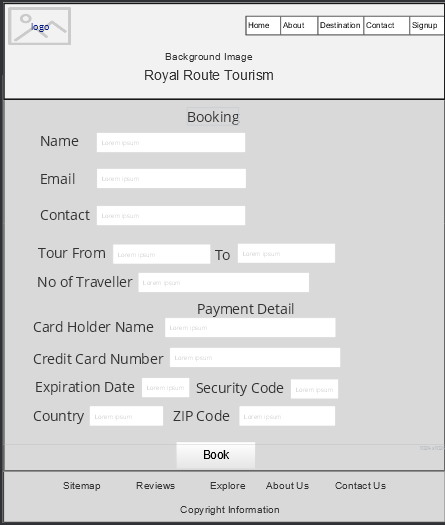 logo
Home About Destination Contact Signup
Background Image
Royal Route Tourism
Booking
Name Lorem ipsum
Email Lorem ipsum
Contact Lorem ipsum
Tour From Lorem ipsum To Lorem ipsum
No of Traveller Lorem ipsum
Payment Detail
Card Holder Name Lorem ipsum
Credit Card Number Lorem ipsum
Expiration Date Lorem ipsum Security Code Lorem ipsum
Country Lorem ipsum ZIP Code Lorem ipsum
Book
Sitemap Reviews Explore About Us Contact Us
Copyright Information